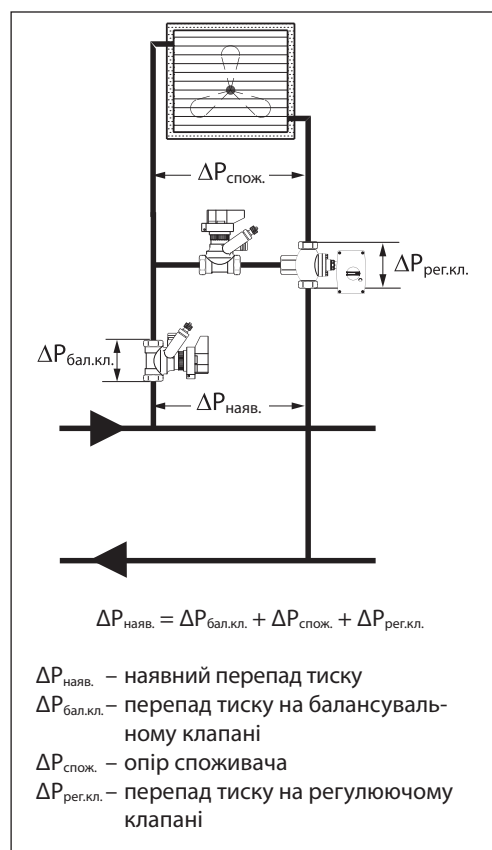 ΔPспож.
ΔPрег.кл.
ΔPбал.кл.
ΔPнаяв.
ΔPнаяв. = ΔPбал.кл. + ΔPспож. + ΔPрег.кл.
ΔPнаяв. – наявний перепад тиску
ΔPбал.кл. – перепад тиску на балансуваль-
ному клапані
ΔPспож. – опір споживача
ΔPрег.кл. – перепад тиску на регулюючому
клапані